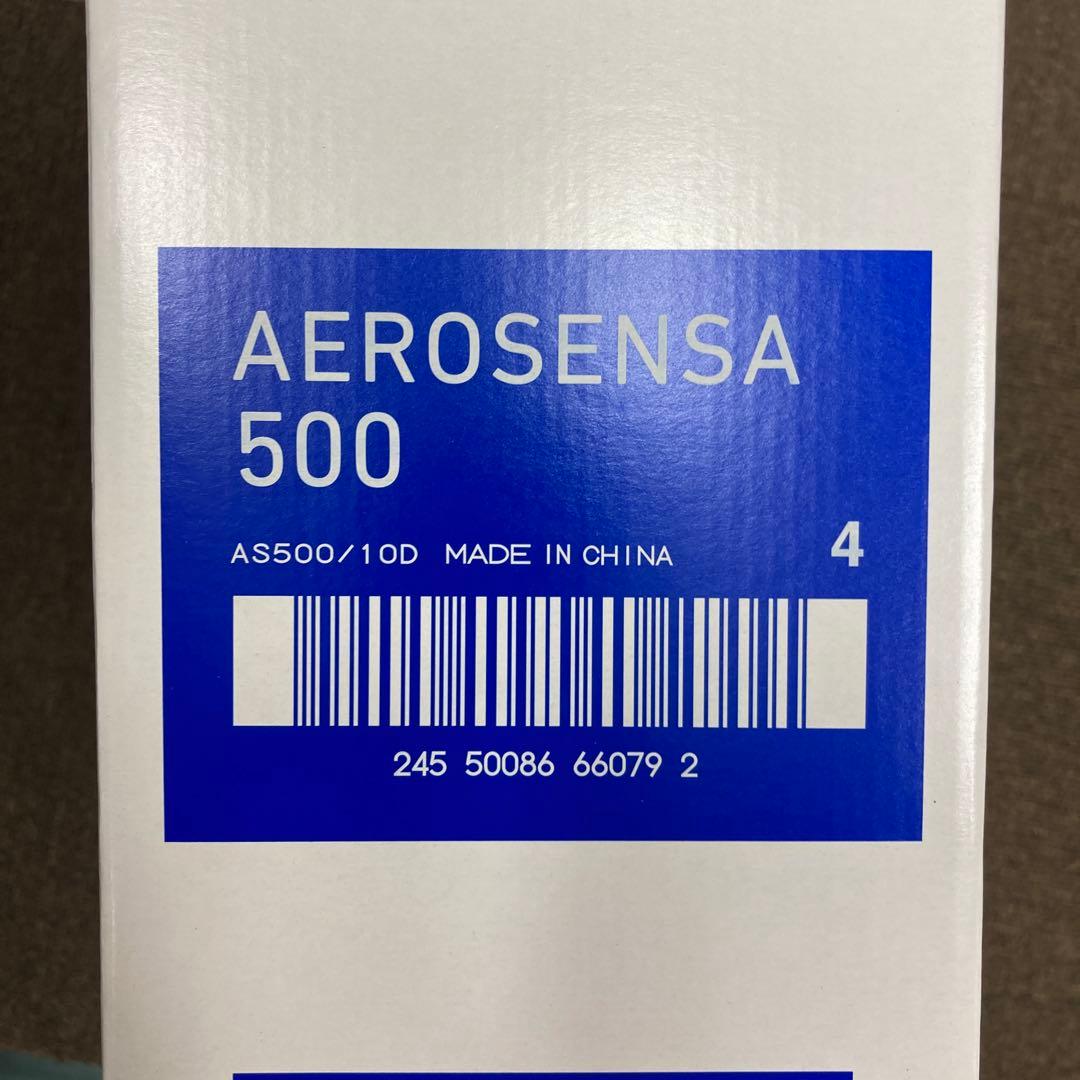 AEROSENSA
500
AS500/10D MADE IN CHINA 4
245 50086 66079 2